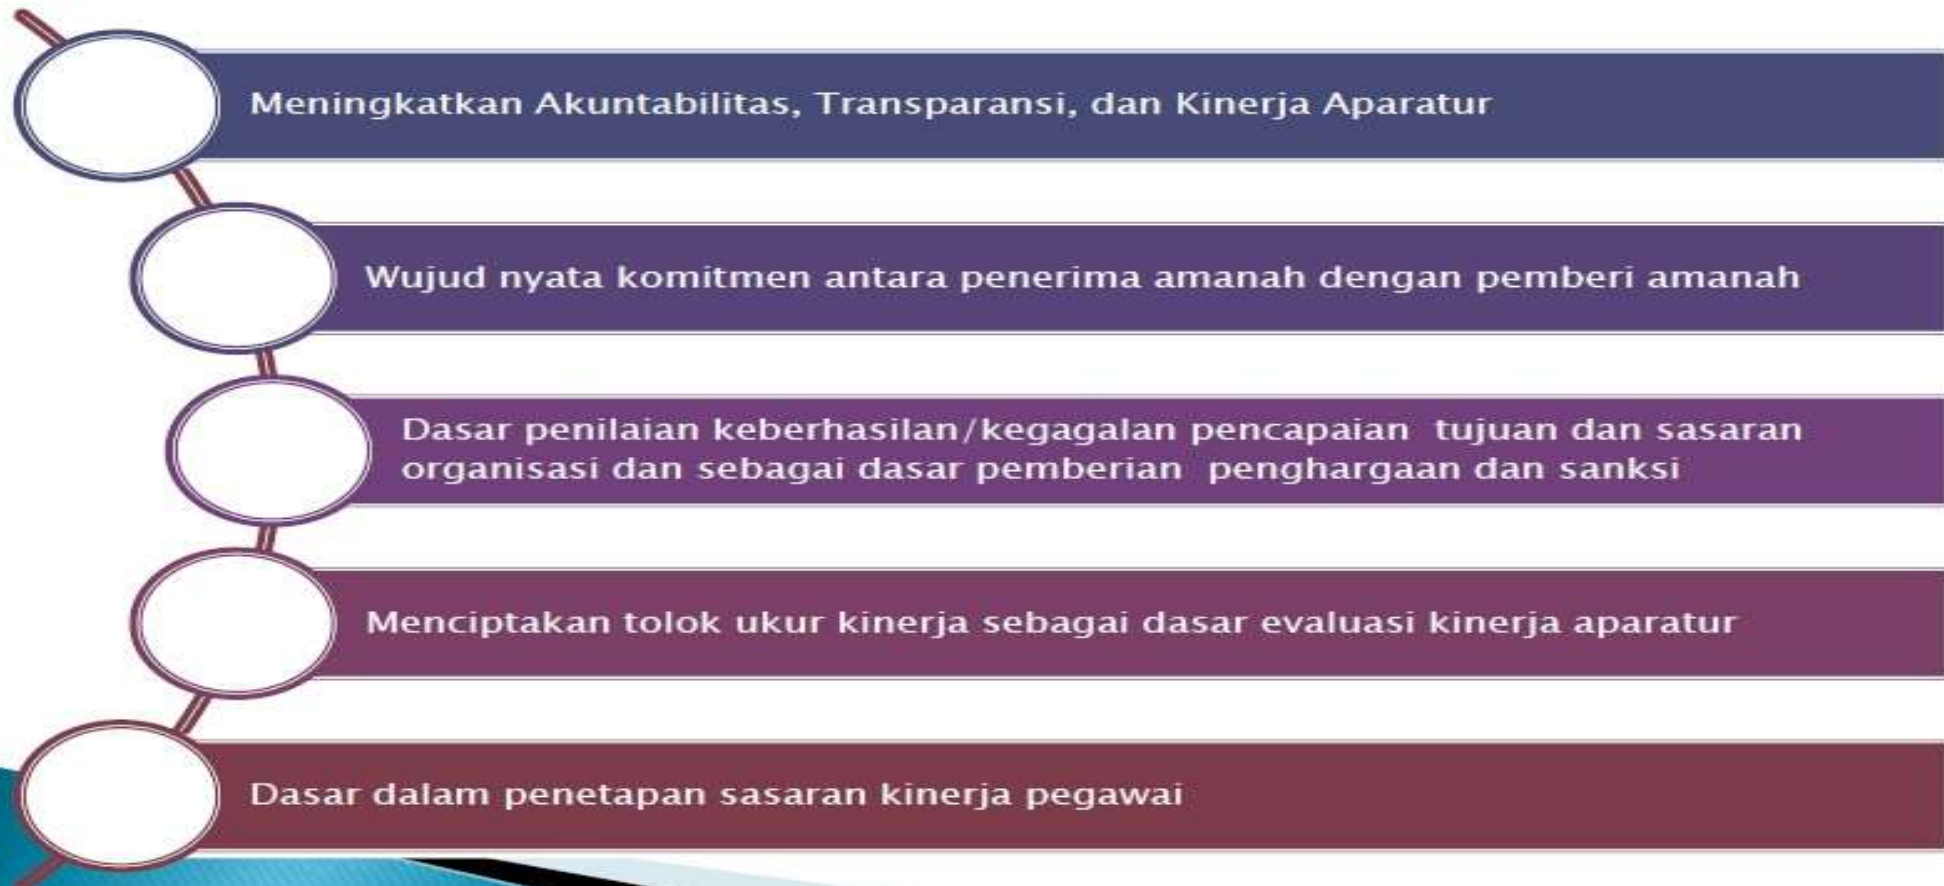 Meningkatkan Akuntabilitas, Transparansi, dan Kinerja Aparatur
Wujud nyata komitmen antara penerima amanah dengan pemberi amanah
Dasar penilaian keberhasilan/kegagalan pencapaian tujuan dan sasaran
organisasi dan sebagai dasar pemberian penghargaan dan sanksi
Menciptakan tolok ukur kinerja sebagai dasar evaluasi kinerja aparatur
Dasar dalam penetapan sasaran kinerja pegawai